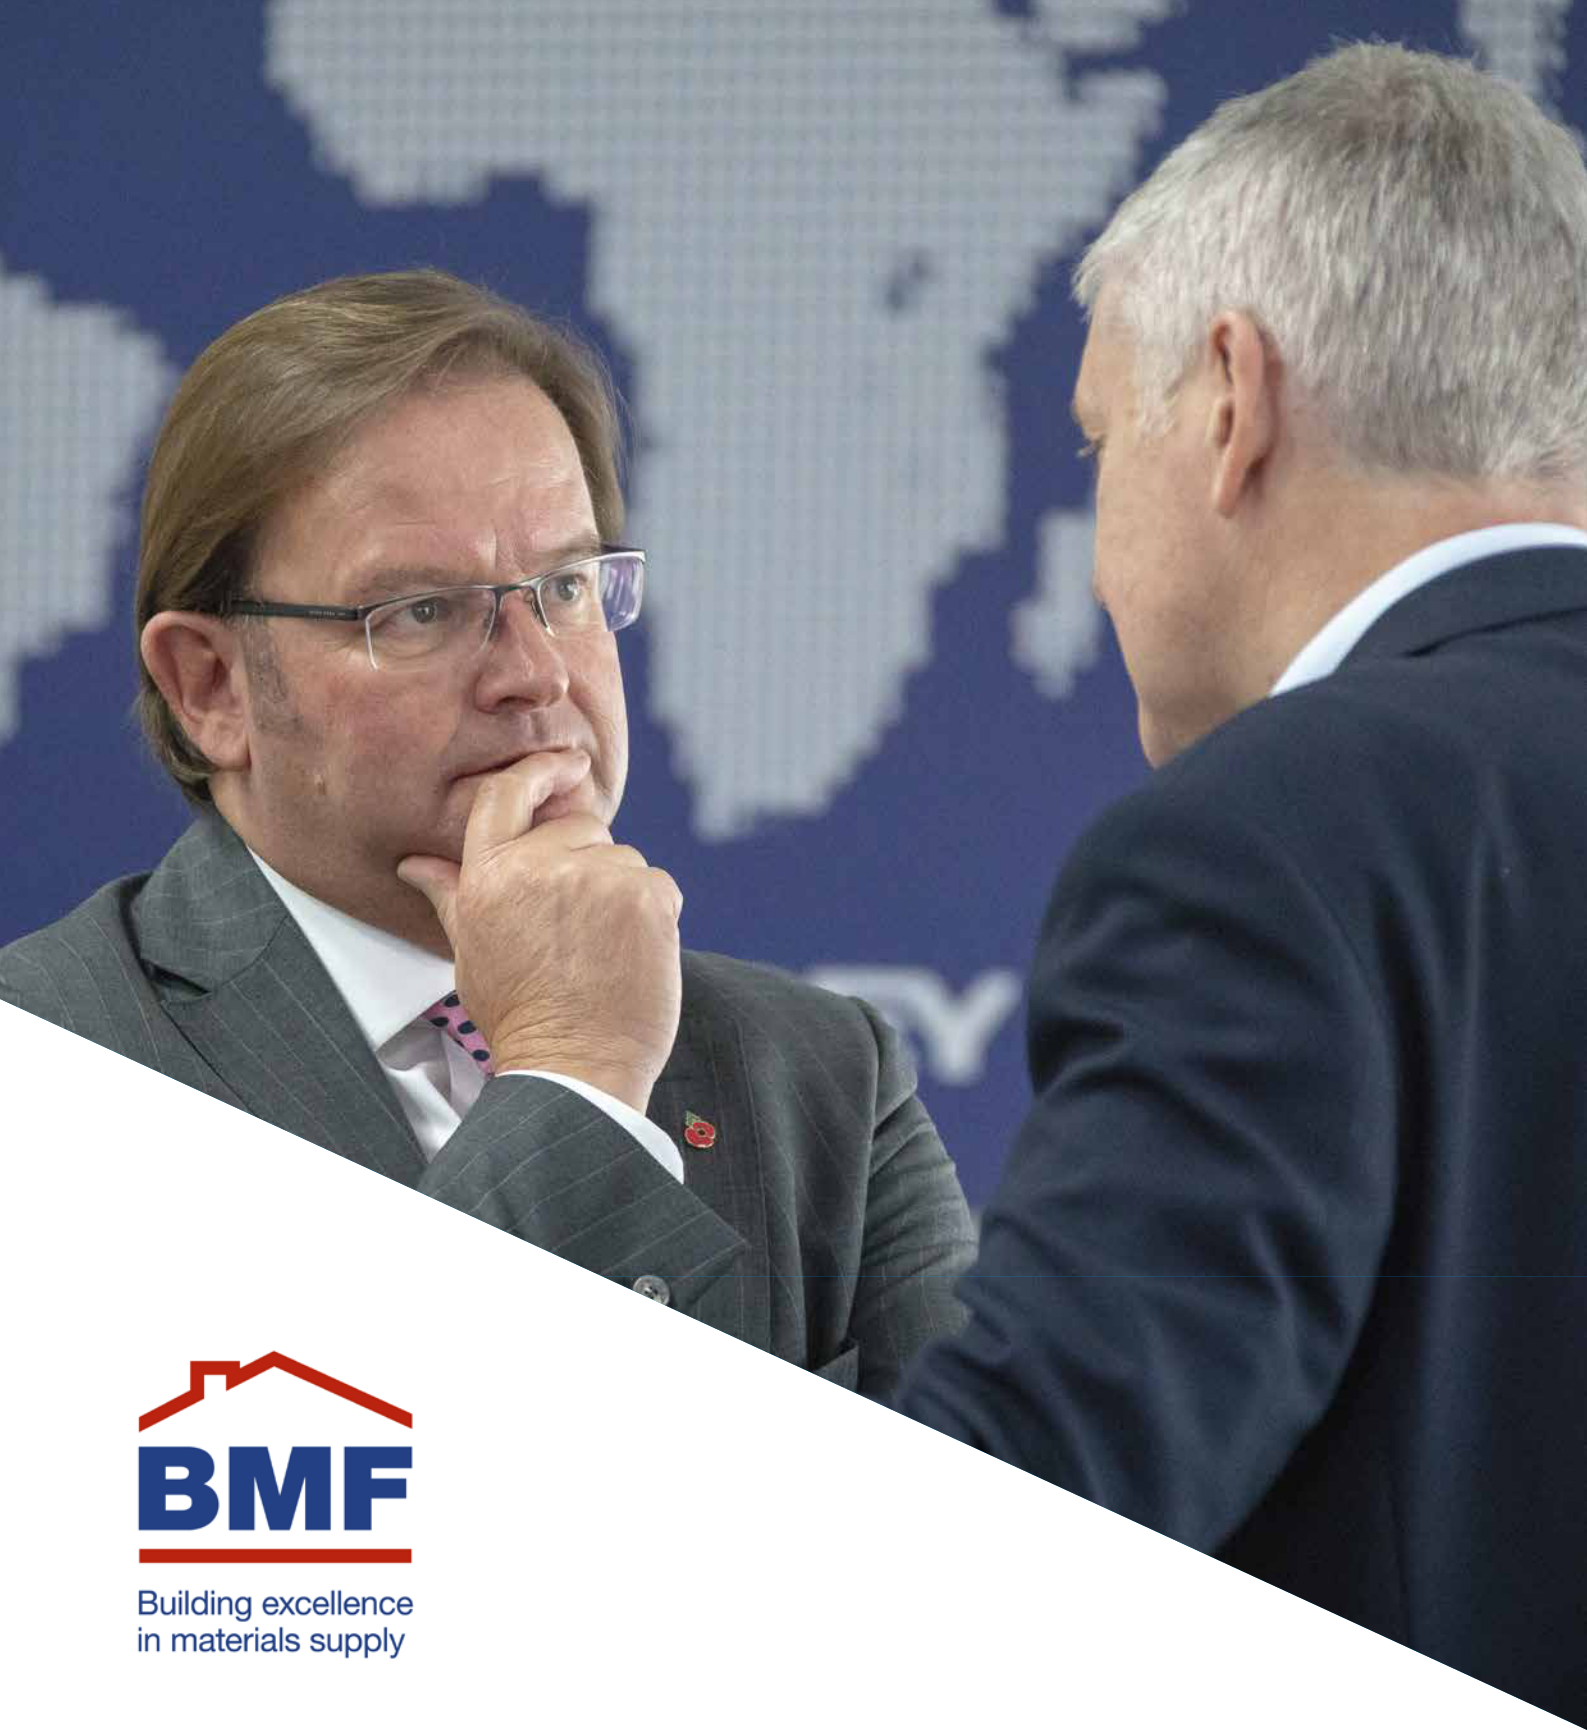 BMF
Building excellence
in materials supply